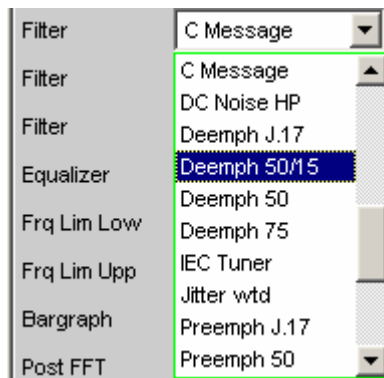 Filter C Message
Filter C Message
DC Noise HP
Filter Deemph J.17
Equalizer Deemph 50/15
Deemph 50
Frq Lim Low Deemph 75
Frq Lim Upp IEC Tuner
Jitter wtd
Bargraph Preemph J.17
Post FFT Preemph 50